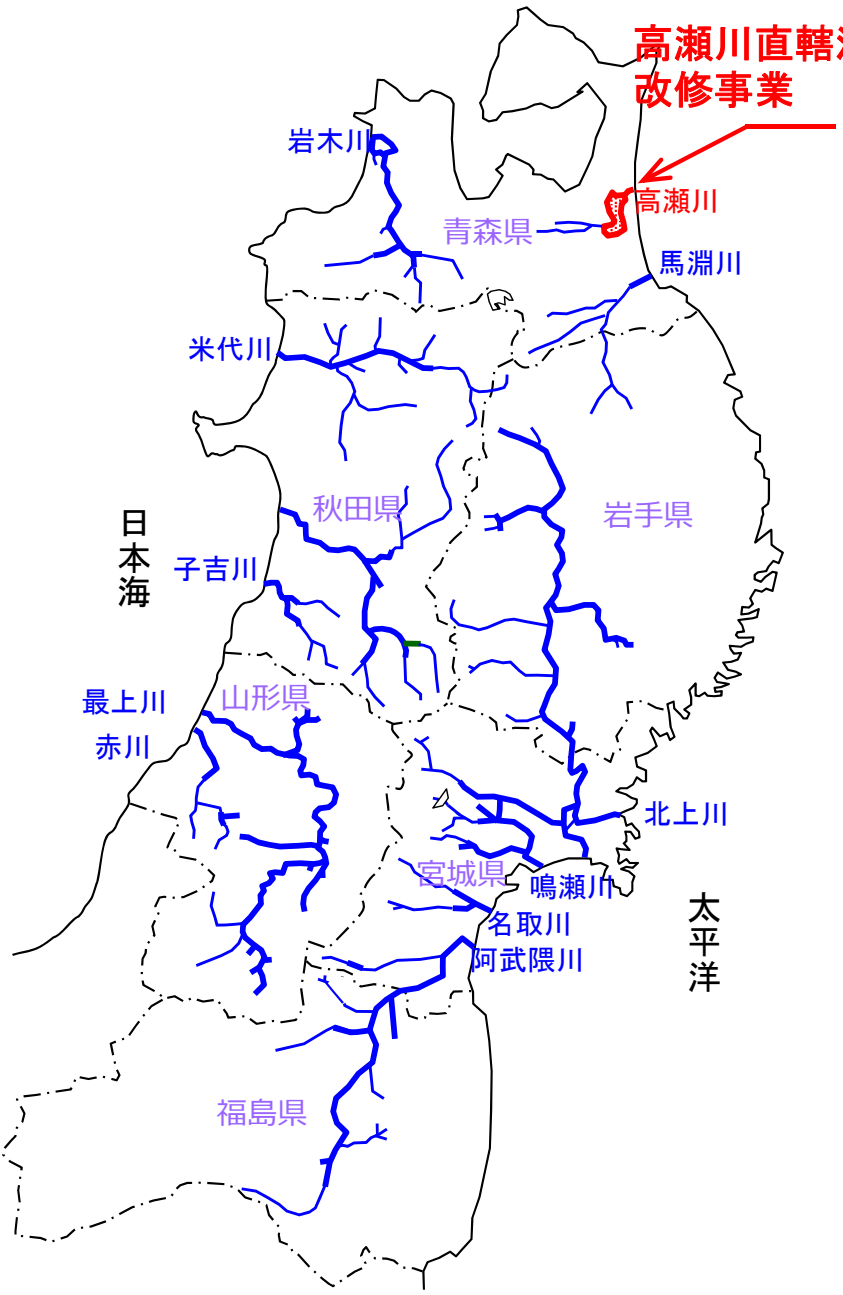 高瀬川直轄
改修事業
岩木川
高瀬川
青森県
馬淵川
米代川
秋田県
岩手県
日本海
子吉川
山形県
最上川
赤川
北上川
宮城県
鳴瀬川
太平洋
名取川
阿武隈川
福島県